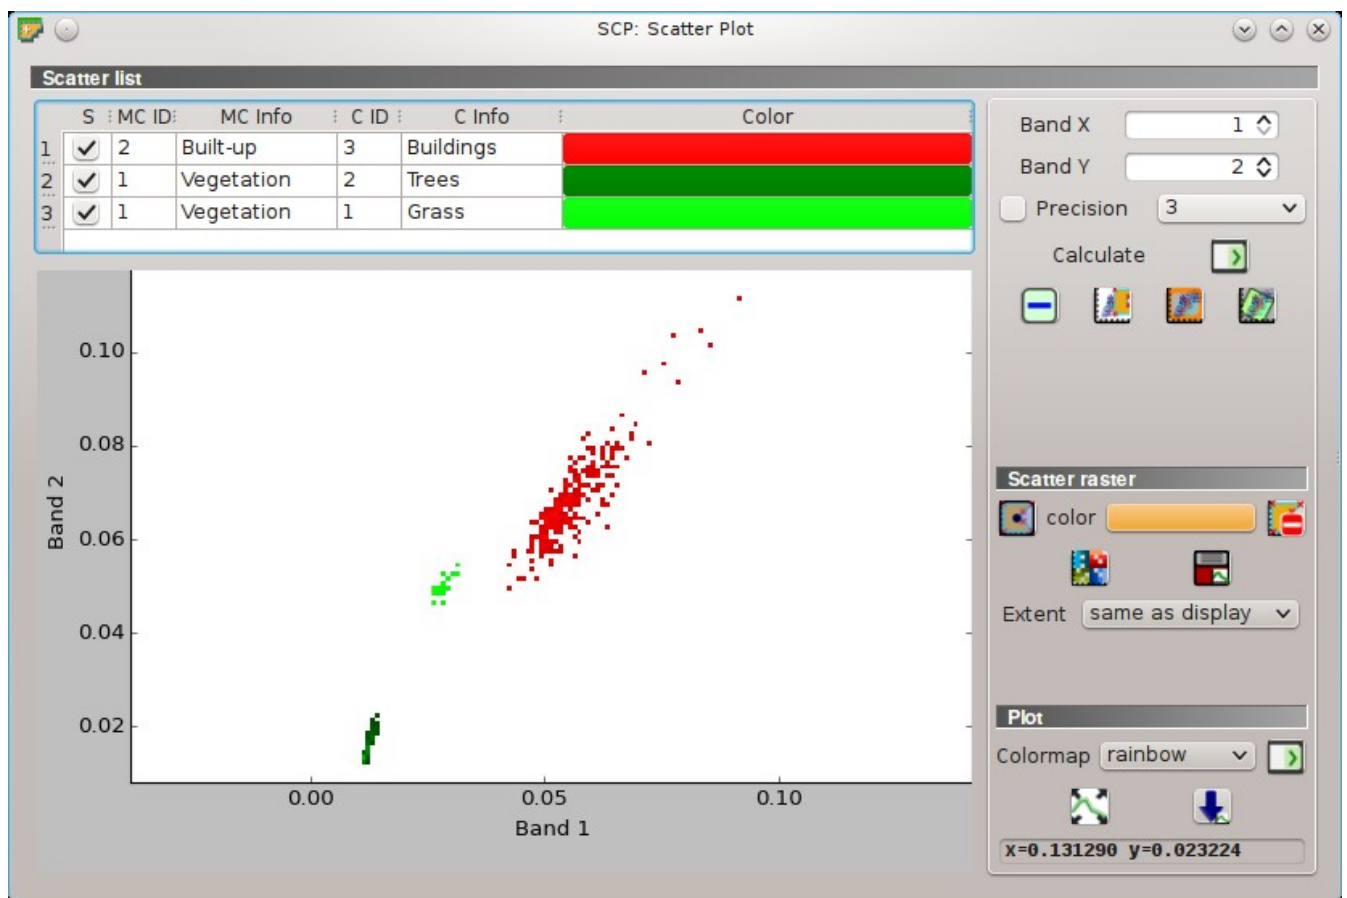 SCP: Scatter Plot
Scatter list
S MC ID MC Info C ID C Info Color
1 2 Built-up 3 Buildings
2 1 Vegetation 2 Trees
3 1 Vegetation 1 Grass
Band X 1
Band Y 2
Precision 3
Calculate
0.10
0.08
0.06
0.04
0.02
Band 2
0.00 0.05 0.10
Band 1
Scatter raster
color
Extent same as display
Plot
Colormap rainbow
x=0.131290 y=0.023224